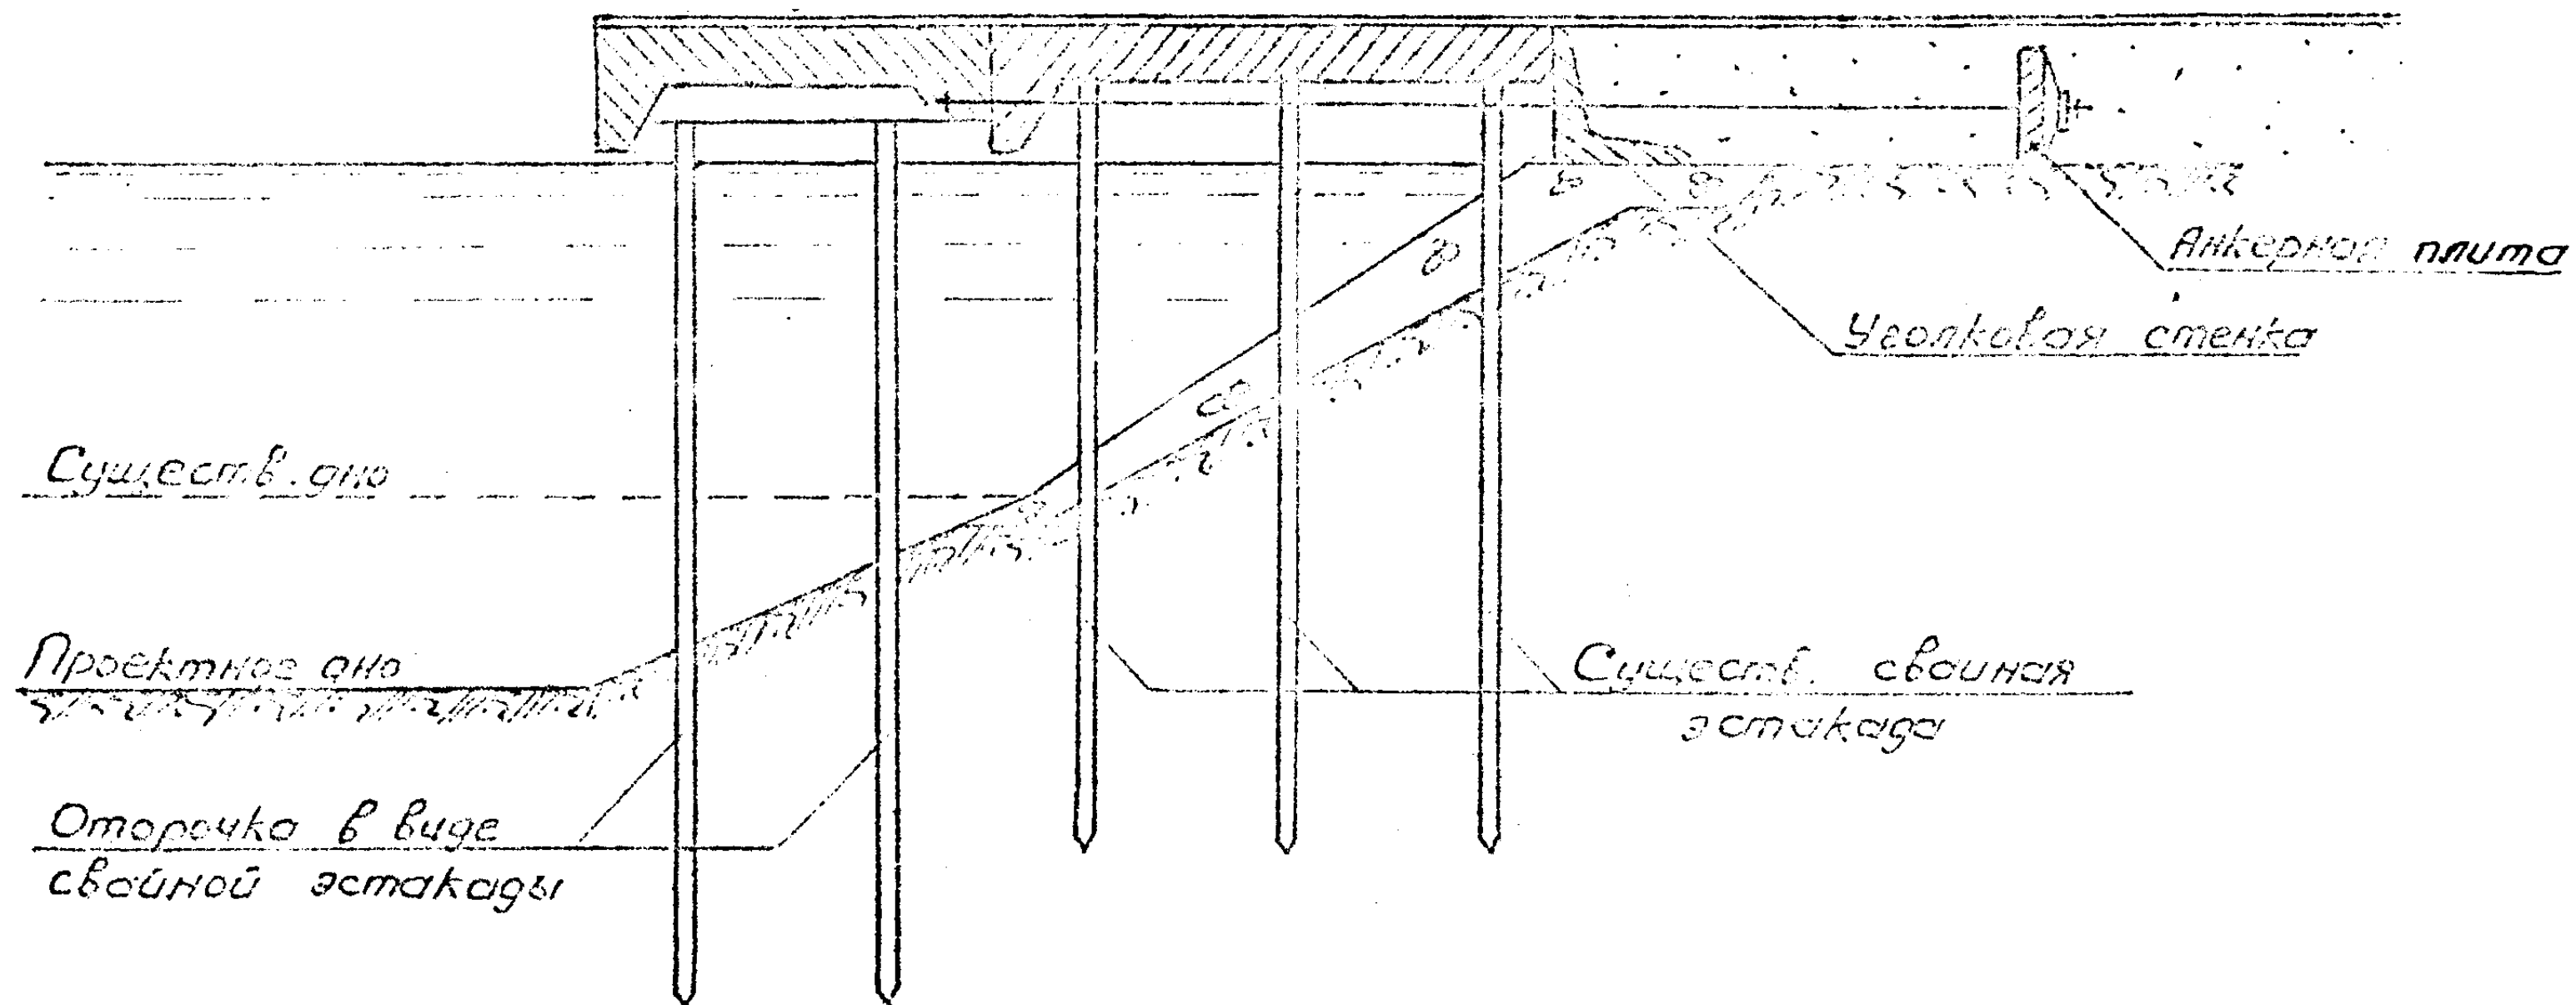 Анкерная плита
Уголковая стенка
Существ. дно
Проектное дно
Существ. свайная
эстакада
Оторочка в виде
свайной эстакады